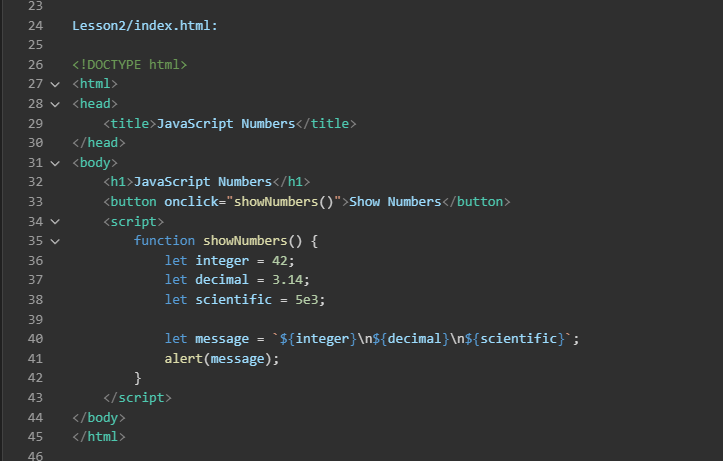 23
24 Lesson2/index.html:
25
26 <!DOCTYPE html>
27 <html>
28 <head>
29     <title>JavaScript Numbers</title>
30 </head>
31 <body>
32     <h1>JavaScript Numbers</h1>
33     <button onclick="showNumbers()">Show Numbers</button>
34     <script>
35         function showNumbers() {
36             let integer = 42;
37             let decimal = 3.14;
38             let scientific = 5e3;
39
40             let message = `${integer}\n${decimal}\n${scientific}`;
41             alert(message);
42         }
43     </script>
44 </body>
45 </html>
46